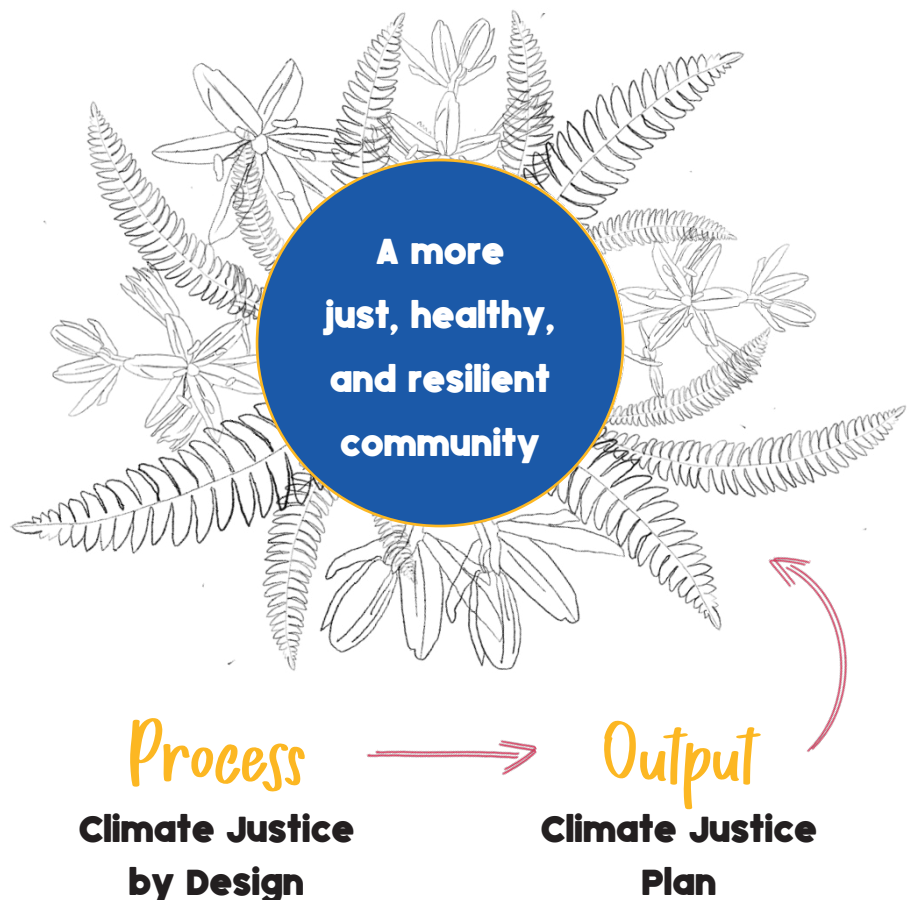 A more
just, healthy,
and resilient
community
Process
Output
Climate Justice
by Design
Climate Justice
Plan